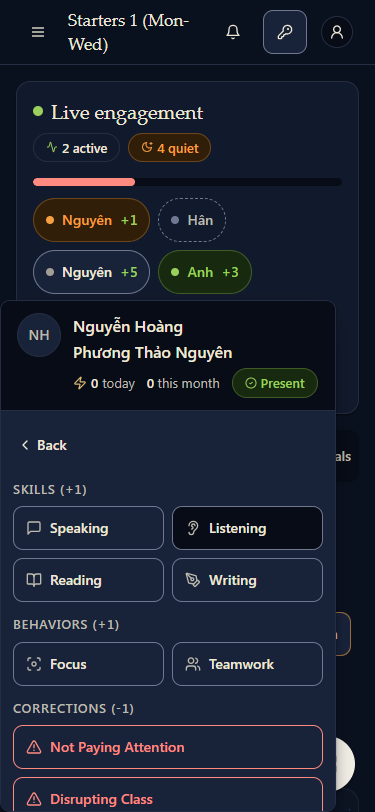 Starters 1 (Mon-
Wed)
Live engagement
2 active
4 quiet
Nguyên +1
Hân
Nguyên +5
Anh +3
NH
Nguyễn Hoàng
Phương Thảo Nguyên
0 today
0 this month
Present
als
Back
SKILLS (+1)
Speaking
Listening
Reading
Writing
BEHAVIORS (+1)
Focus
Teamwork
CORRECTIONS (-1)
Not Paying Attention
Disrupting Class